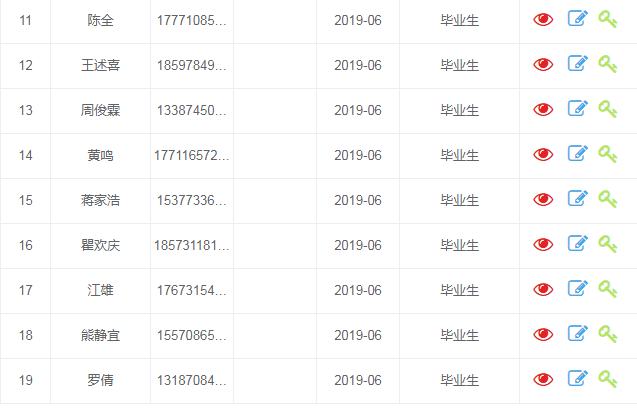 11 陈全 17771085... 2019-06 毕业生
12 王述喜 18597849... 2019-06 毕业生
13 周俊霖 13387450... 2019-06 毕业生
14 黄鸣 177116572... 2019-06 毕业生
15 蒋家浩 15377336... 2019-06 毕业生
16 瞿欢庆 185731181... 2019-06 毕业生
17 江雄 17673154... 2019-06 毕业生
18 熊静宜 15570865... 2019-06 毕业生
19 罗倩 13187084... 2019-06 毕业生